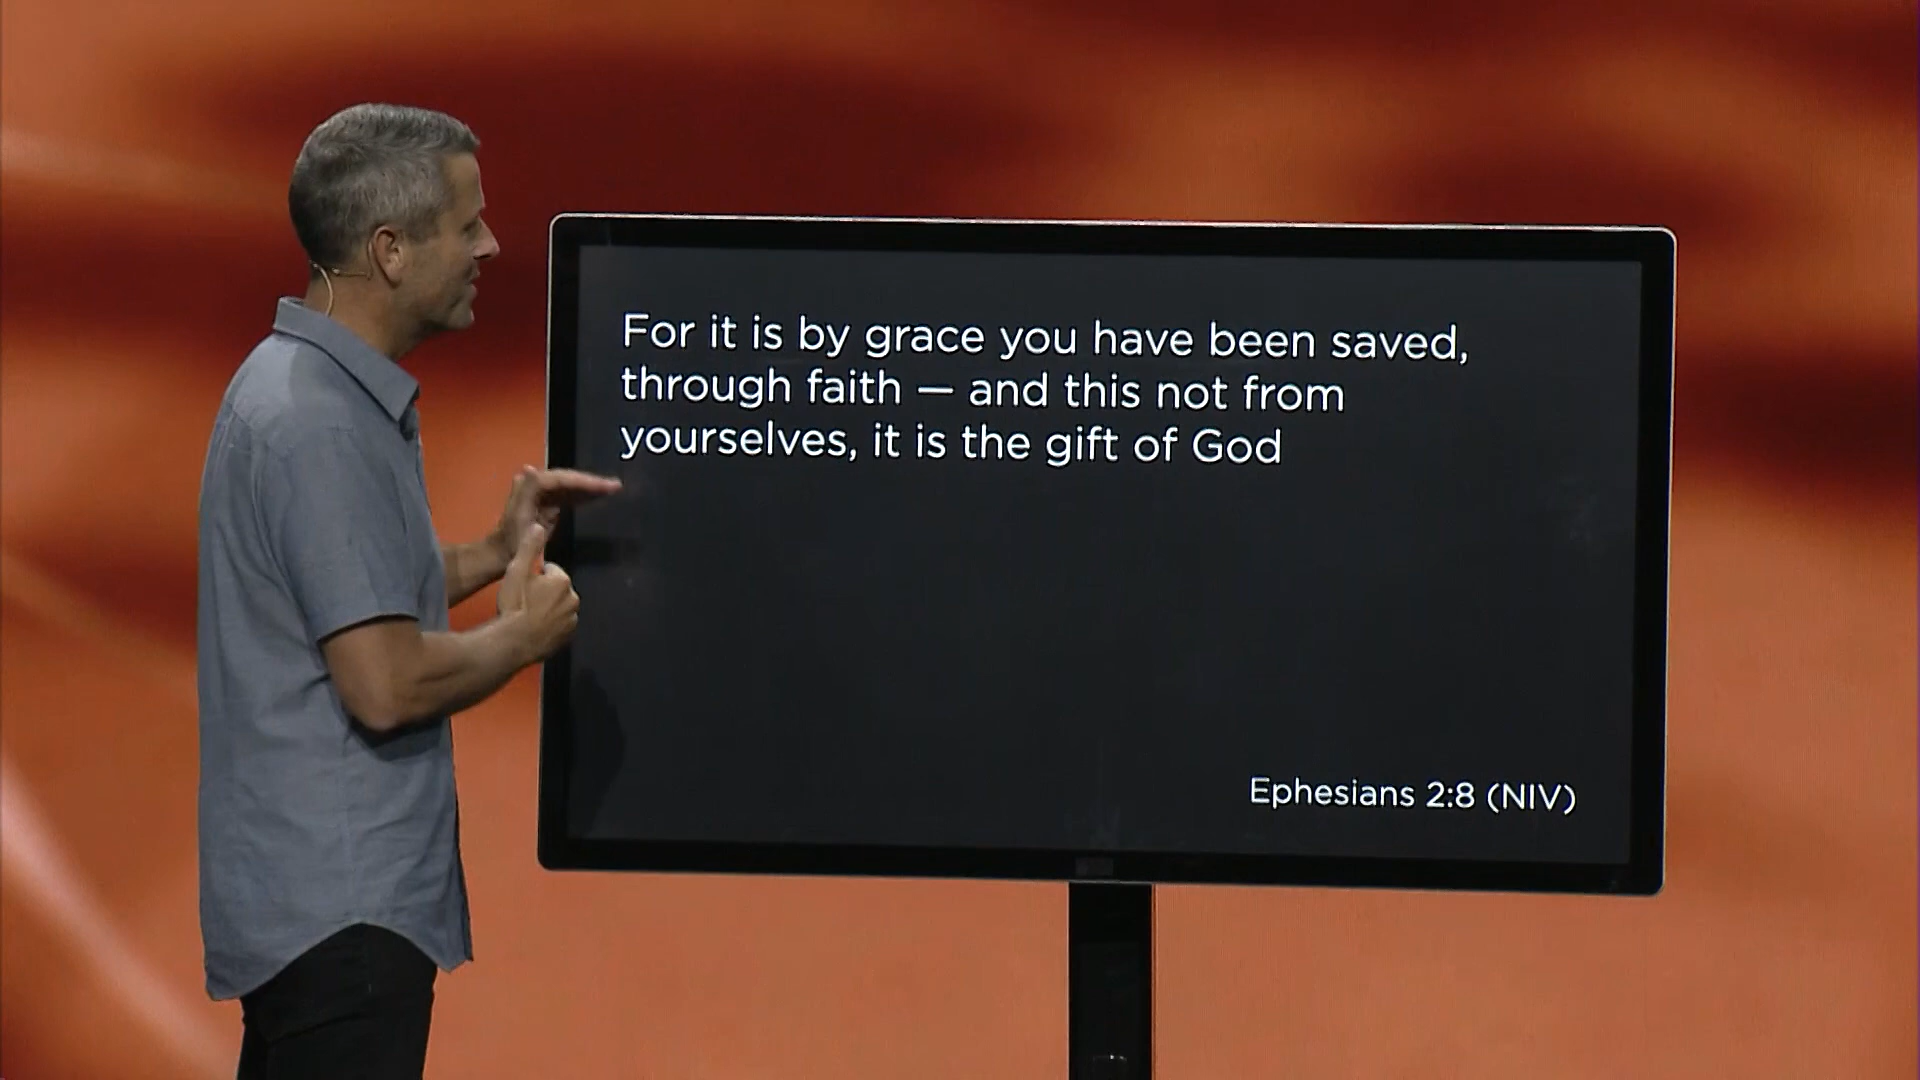 For it is by grace you have been saved,
through faith — and this not from
yourselves, it is the gift of God
Ephesians 2:8 (NIV)